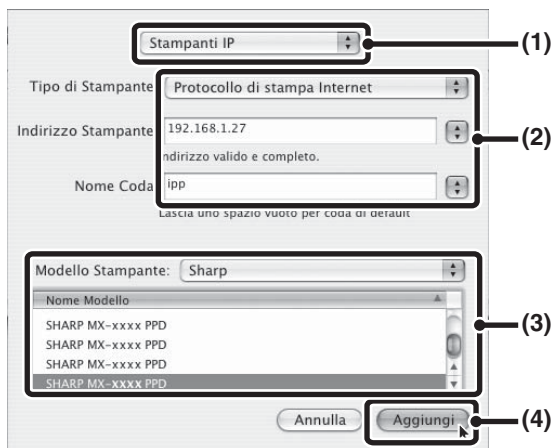 Stampanti IP
(1)
Tipo di Stampante
Protocollo di stampa Internet
Indirizzo Stampante
192.168.1.27
(2)
ndirizzo valido e completo.
Nome Coda
ipp
Lascia uno spazio vuoto per coda di default
Modello Stampante: Sharp
Nome Modello
SHARP MX-xxxx PPD
SHARP MX-xxxx PPD
(3)
SHARP MX-xxxx PPD
SHARP MX-xxxx PPD
Annulla
Aggiungi
(4)